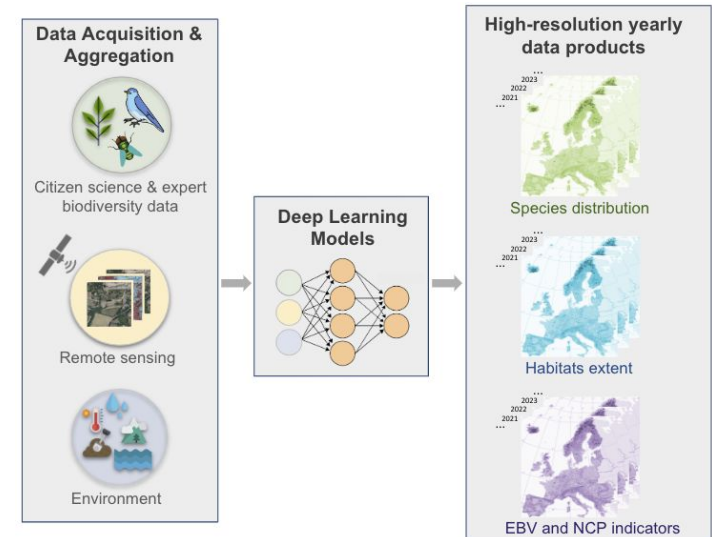 Data Acquisition &
Aggregation
Citizen science & expert
biodiversity data
Remote sensing
Environment
Deep Learning
Models
High-resolution yearly
data products
...
2023
2022
2021
...
Species distribution
...
2023
2022
2021
...
Habitats extent
...
2023
2022
2021
...
EBV and NCP indicators